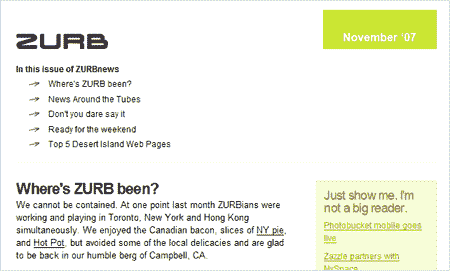 ZURB
November '07
In this issue of ZURBnews
Where's ZURB been?
News Around the Tubes
Don't you dare say it
Ready for the weekend
Top 5 Desert Island Web Pages
Where's ZURB been?
We cannot be contained. At one point last month ZURBians were
working and playing in Toronto, New York and Hong Kong
simultaneously. We enjoyed the Canadian bacon, slices of NY pie,
and Hot Pot, but avoided some of the local delicacies and are glad
to be back in our humble berg of Campbell, CA.
Just show me. I'm
not a big reader.
Photobucket mobile goes
live
Zazzle partners with
MySpace